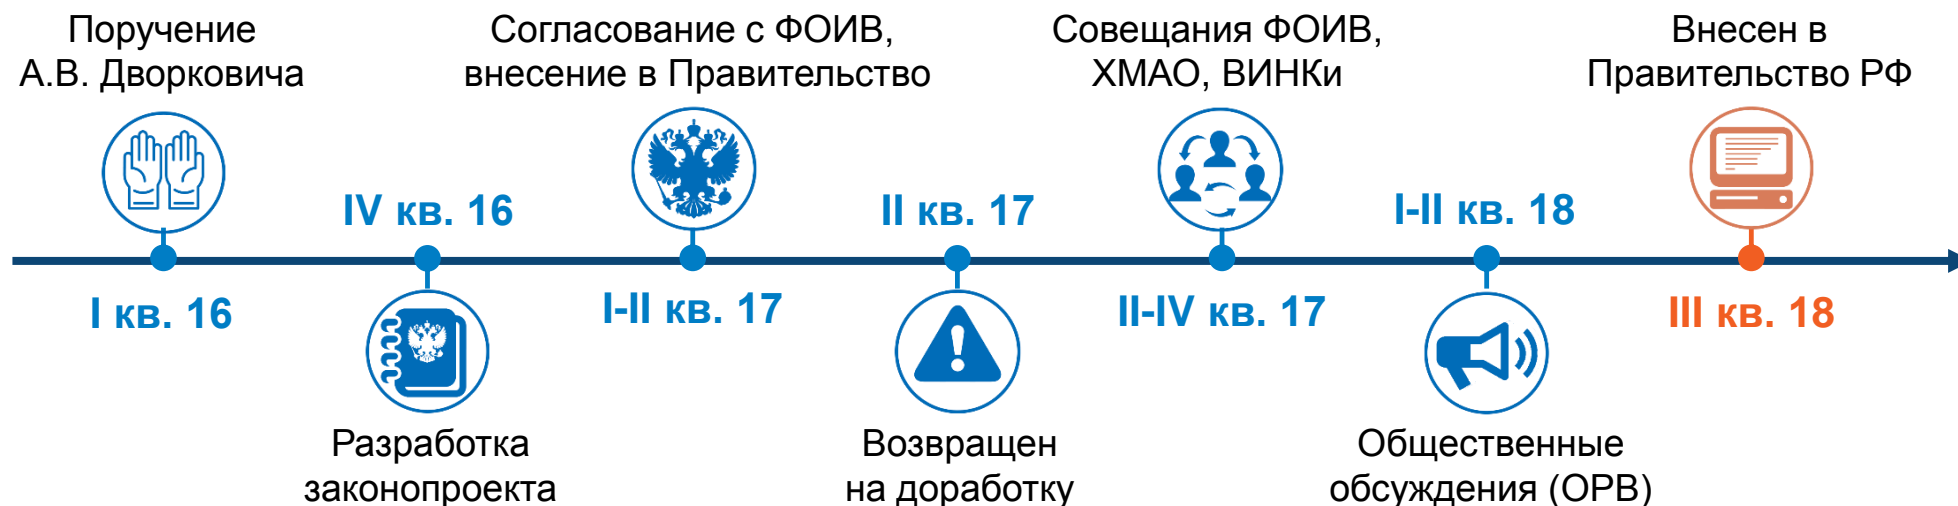 Поручение
А.В. Дворковича
I кв. 16
IV кв. 16
Разработка
законопроекта
Согласование с ФОИВ,
внесение в Правительство
I-II кв. 17
II кв. 17
Возвращен
на доработку
Совещания ФОИВ,
ХМАО, ВИНКи
II-IV кв. 17
I-II кв. 18
Общественные
обсуждения (ОРВ)
Внесен в
Правительство РФ
III кв. 18